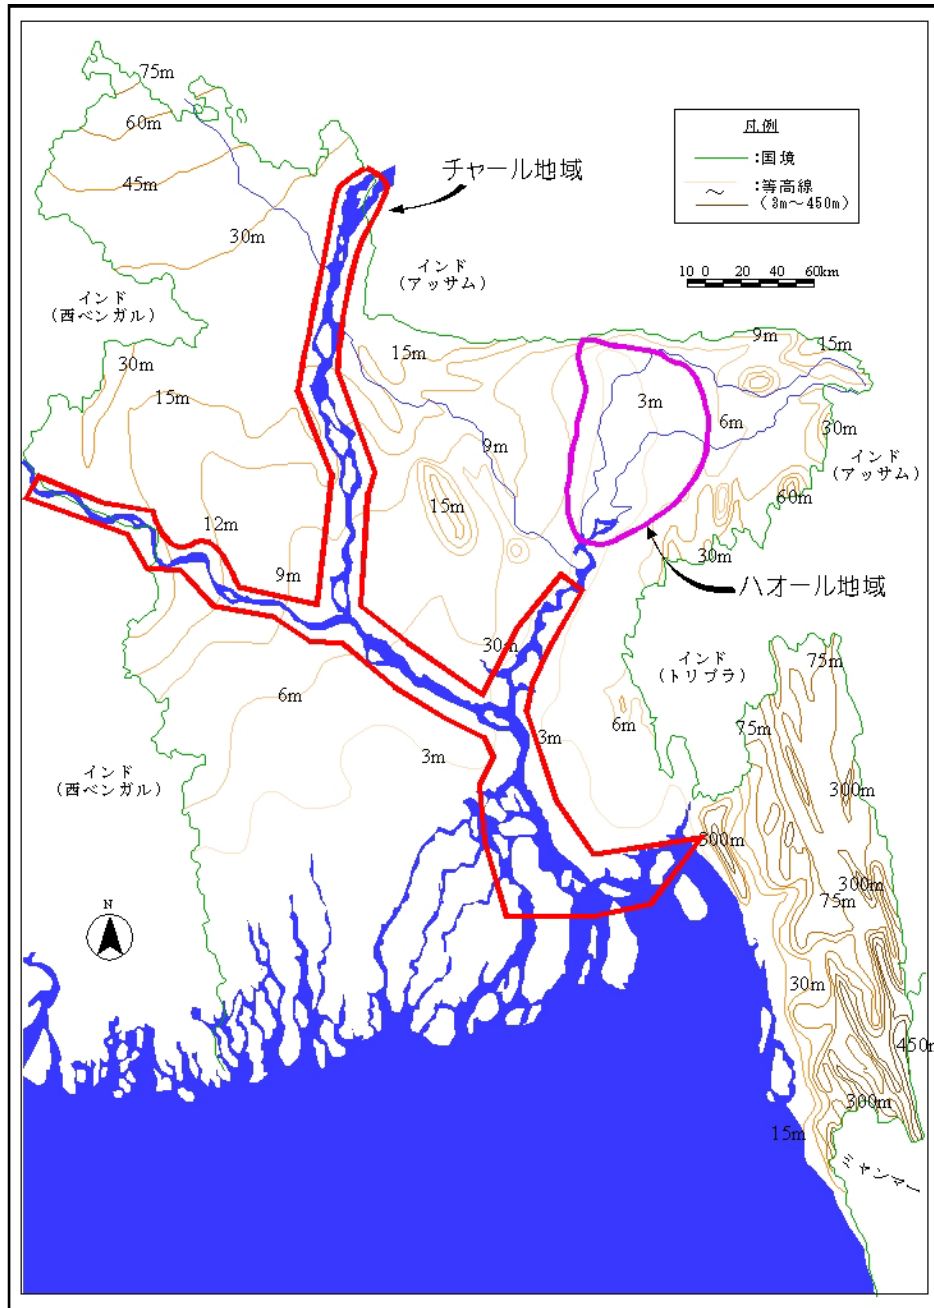 75m
60m
45m
30m
チャール地域
凡例
:国境
:等高線
(3m～450m)
10 0 20 40 60km
インド
(アッサム)
インド
(西ベンガル)
30m
15m
15m
9m
15m
3m
6m
30m
9m
インド
(アッサム)
15m
60m
12m
30m
9m
ハオール地域
30m
インド
(トリプラ)
75m
6m
6m
75m
3m
3m
インド
(西ベンガル)
300m
300m
300m
75m
N
30m
450m
300m
15m
ミャンマー